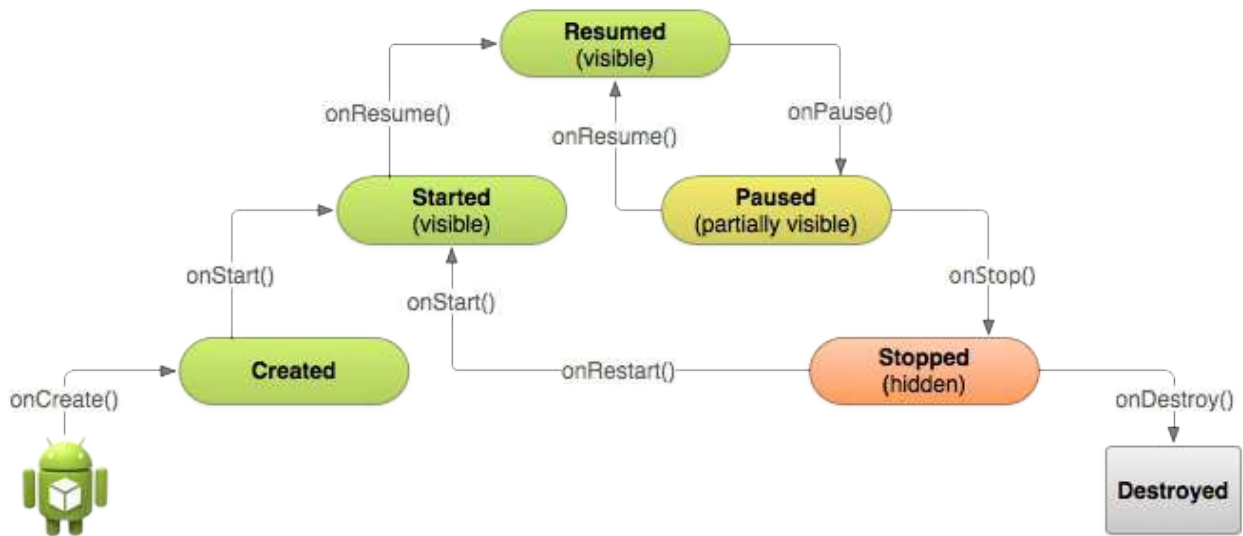 Resumed
(visible)
onResume()
onResume()
onPause()
Started
(visible)
Paused
(partially visible)
onStart()
onStart()
onStop()
Created
onRestart()
Stopped
(hidden)
onCreate()
onDestroy()
Destroyed